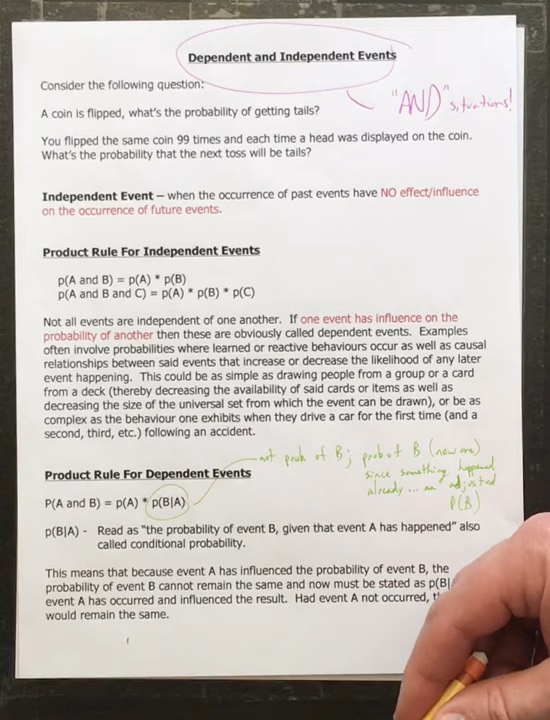 Dependent and Independent Events
Consider the following question:
"AND" situations!
A coin is flipped, what's the probability of getting tails?
You flipped the same coin 99 times and each time a head was displayed on the coin.
What's the probability that the next toss will be tails?
Independent Event – when the occurrence of past events have NO effect/influence
on the occurrence of future events.
Product Rule For Independent Events
p(A and B) = p(A) * p(B)
p(A and B and C) = p(A) * p(B) * p(C)
Not all events are independent of one another. If one event has influence on the
probability of another then these are obviously called dependent events. Examples
often involve probabilities where learned or reactive behaviours occur as well as causal
relationships between said events that increase or decrease the likelihood of any later
event happening. This could be as simple as drawing people from a group or a card
from a deck (thereby decreasing the availability of said cards or items as well as
decreasing the size of the universal set from which the event can be drawn), or be as
complex as the behaviour one exhibits when they drive a car for the first time (and a
second, third, etc.) following an accident.
not prob of B; prob of B (new one)
since something happened
already ... an adjusted
P(B)
Product Rule For Dependent Events
P(A and B) = p(A) * p(B|A)
p(B|A) - Read as "the probability of event B, given that event A has happened" also
called conditional probability.
This means that because event A has influenced the probability of event B, the
probability of event B cannot remain the same and now must be stated as p(B|
event A has occurred and influenced the result. Had event A not occurred,
would remain the same.